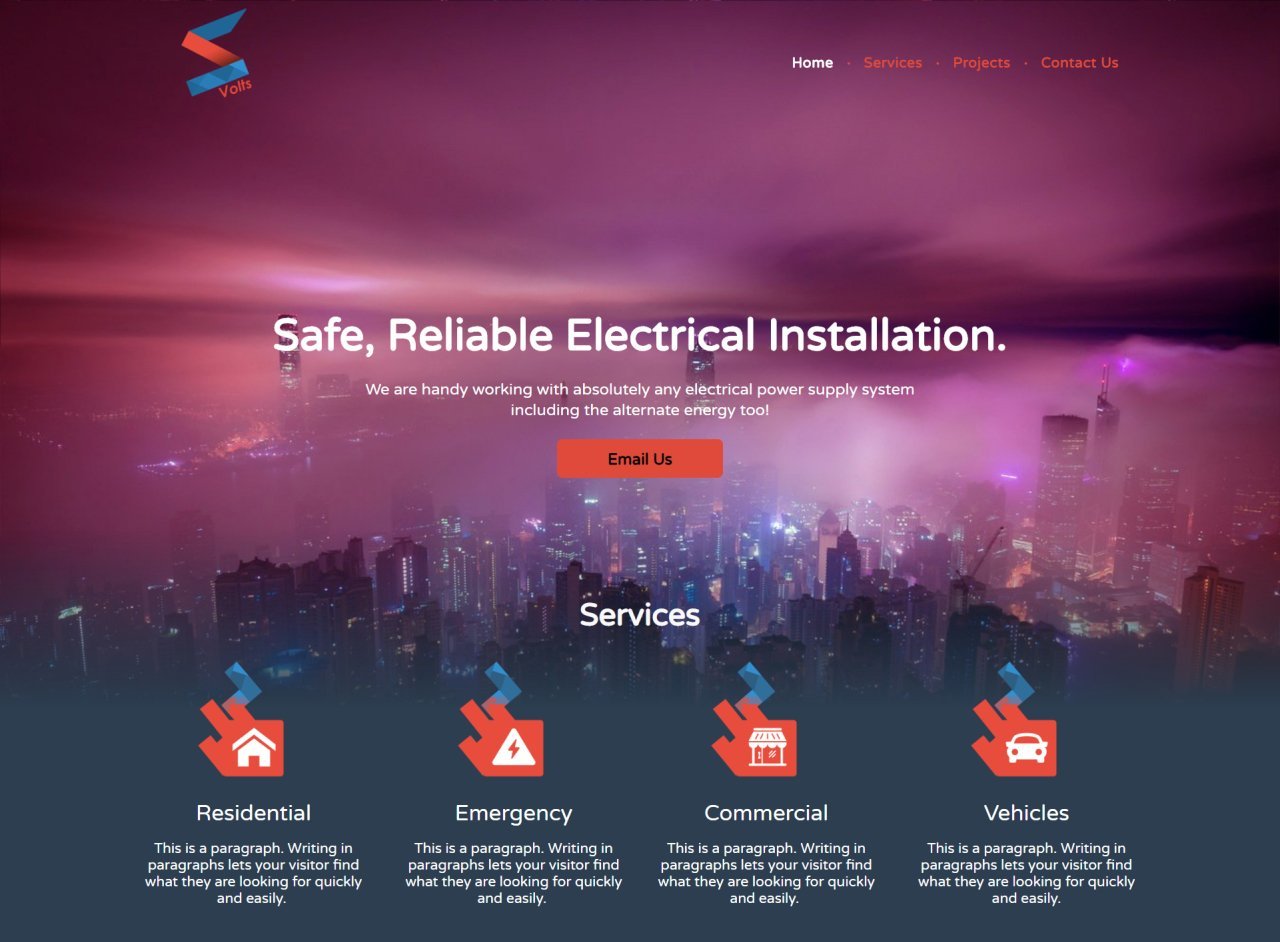 Volts
Home · Services · Projects · Contact Us
Safe, Reliable Electrical Installation.
We are handy working with absolutely any electrical power supply system
including the alternate energy too!
Email Us
Services
Residential
This is a paragraph. Writing in
paragraphs lets your visitor find
what they are looking for quickly
and easily.
Emergency
This is a paragraph. Writing in
paragraphs lets your visitor find
what they are looking for quickly
and easily.
Commercial
This is a paragraph. Writing in
paragraphs lets your visitor find
what they are looking for quickly
and easily.
Vehicles
This is a paragraph. Writing in
paragraphs lets your visitor find
what they are looking for quickly
and easily.